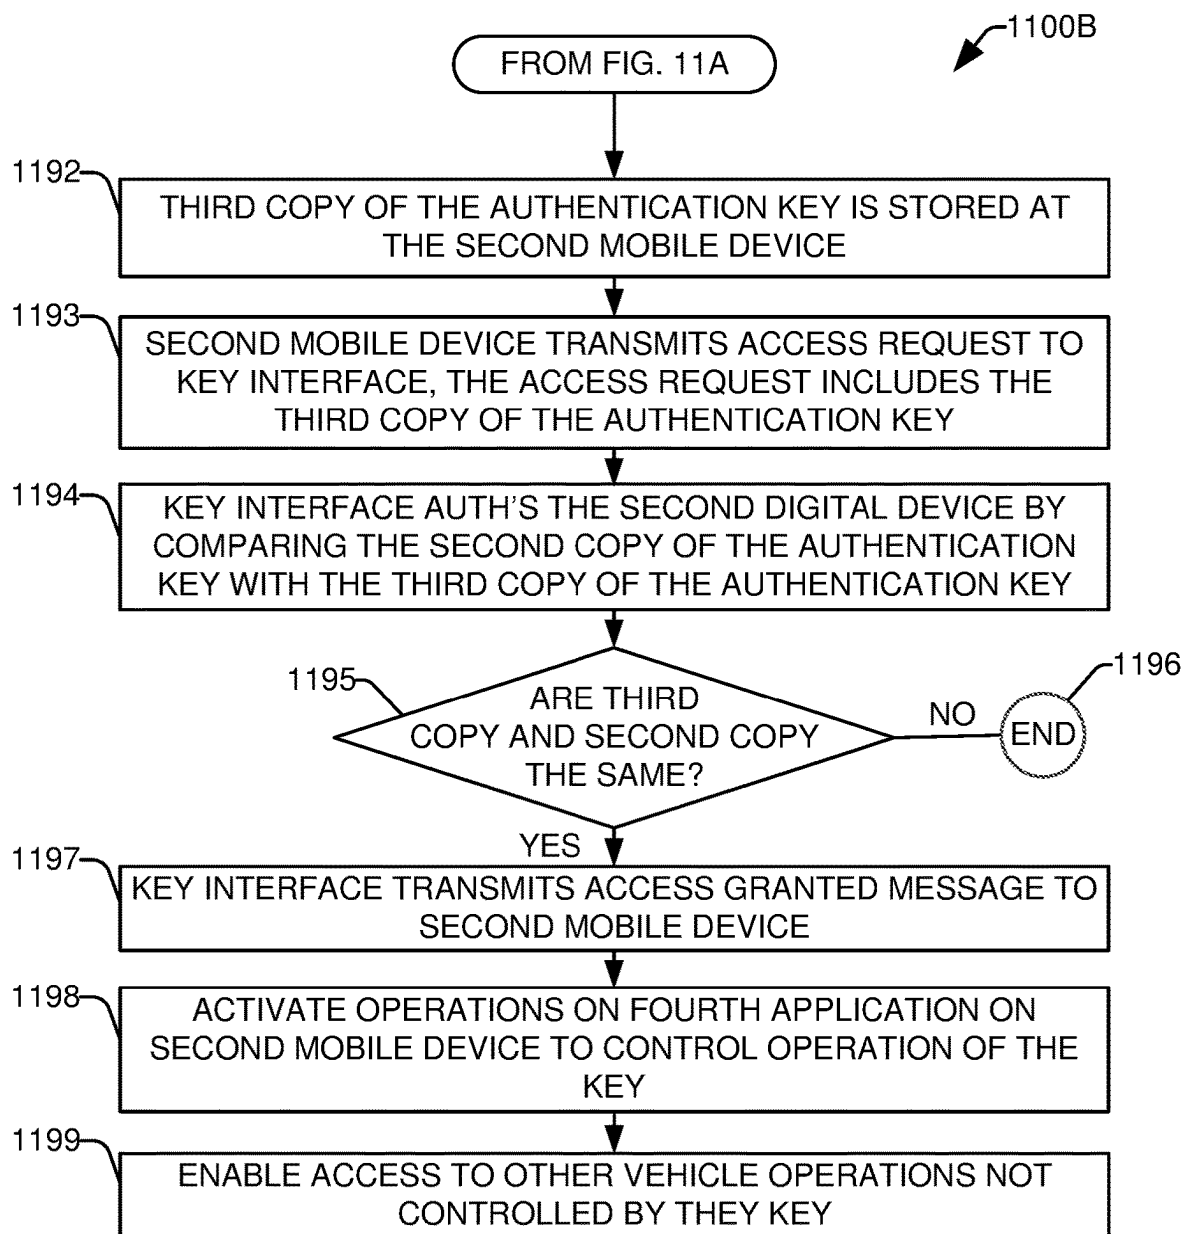 1100B
FROM FIG. 11A
1192
THIRD COPY OF THE AUTHENTICATION KEY IS STORED AT
THE SECOND MOBILE DEVICE
1193
SECOND MOBILE DEVICE TRANSMITS ACCESS REQUEST TO
KEY INTERFACE, THE ACCESS REQUEST INCLUDES THE
THIRD COPY OF THE AUTHENTICATION KEY
1194
KEY INTERFACE AUTH'S THE SECOND DIGITAL DEVICE BY
COMPARING THE SECOND COPY OF THE AUTHENTICATION
KEY WITH THE THIRD COPY OF THE AUTHENTICATION KEY
1195
ARE THIRD
COPY AND SECOND COPY
THE SAME?
NO
1196
END
YES
1197
KEY INTERFACE TRANSMITS ACCESS GRANTED MESSAGE TO
SECOND MOBILE DEVICE
1198
ACTIVATE OPERATIONS ON FOURTH APPLICATION ON
SECOND MOBILE DEVICE TO CONTROL OPERATION OF THE
KEY
1199
ENABLE ACCESS TO OTHER VEHICLE OPERATIONS NOT
CONTROLLED BY THEY KEY